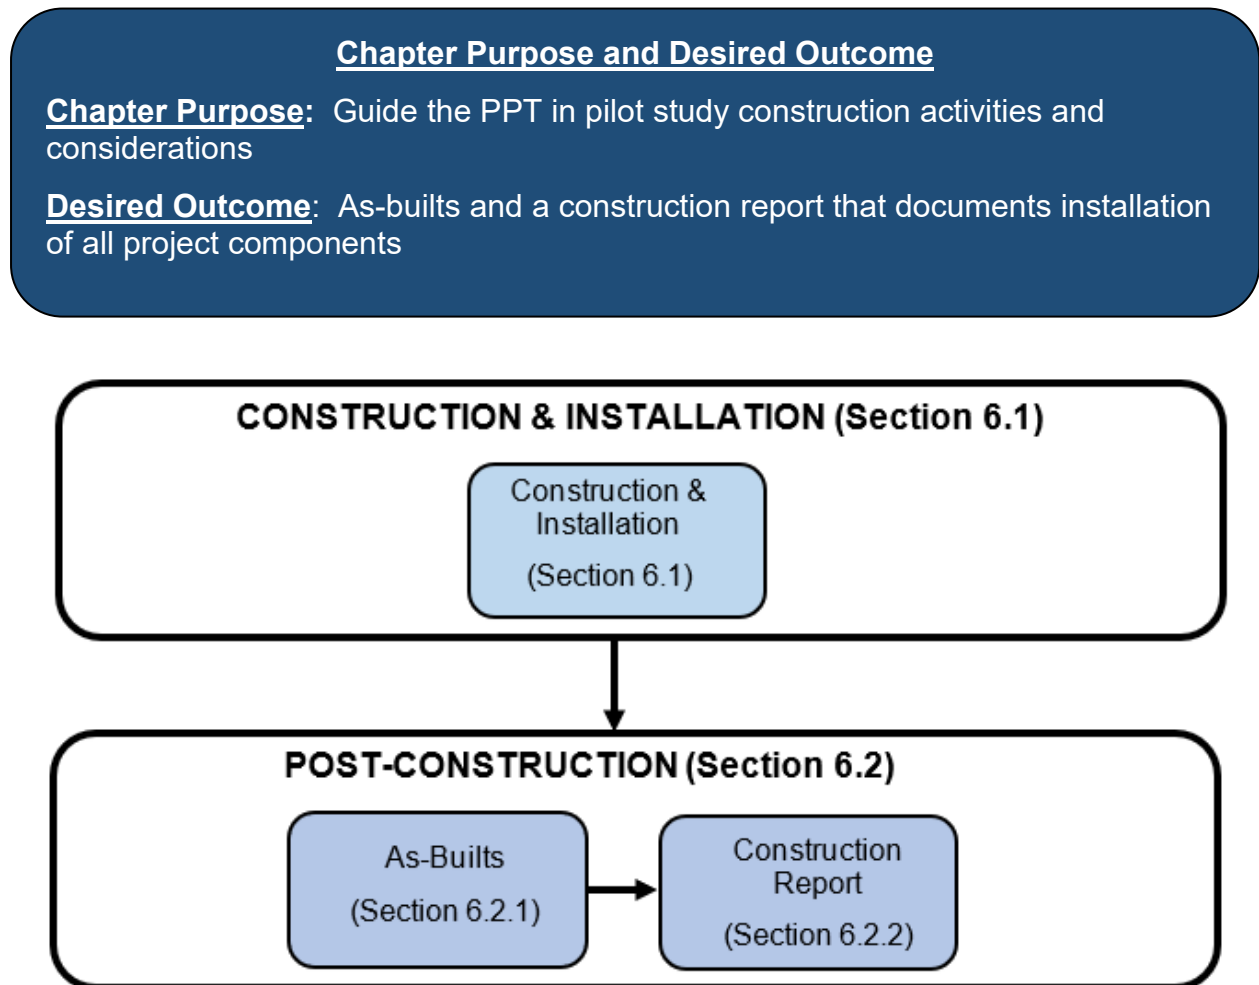 Chapter Purpose and Desired Outcome
Chapter Purpose:  Guide the PPT in pilot study construction activities and
considerations
Desired Outcome:  As-builts and a construction report that documents installation
of all project components
CONSTRUCTION & INSTALLATION (Section 6.1)
Construction &
Installation
(Section 6.1)
POST-CONSTRUCTION (Section 6.2)
As-Builts
(Section 6.2.1)
Construction
Report
(Section 6.2.2)